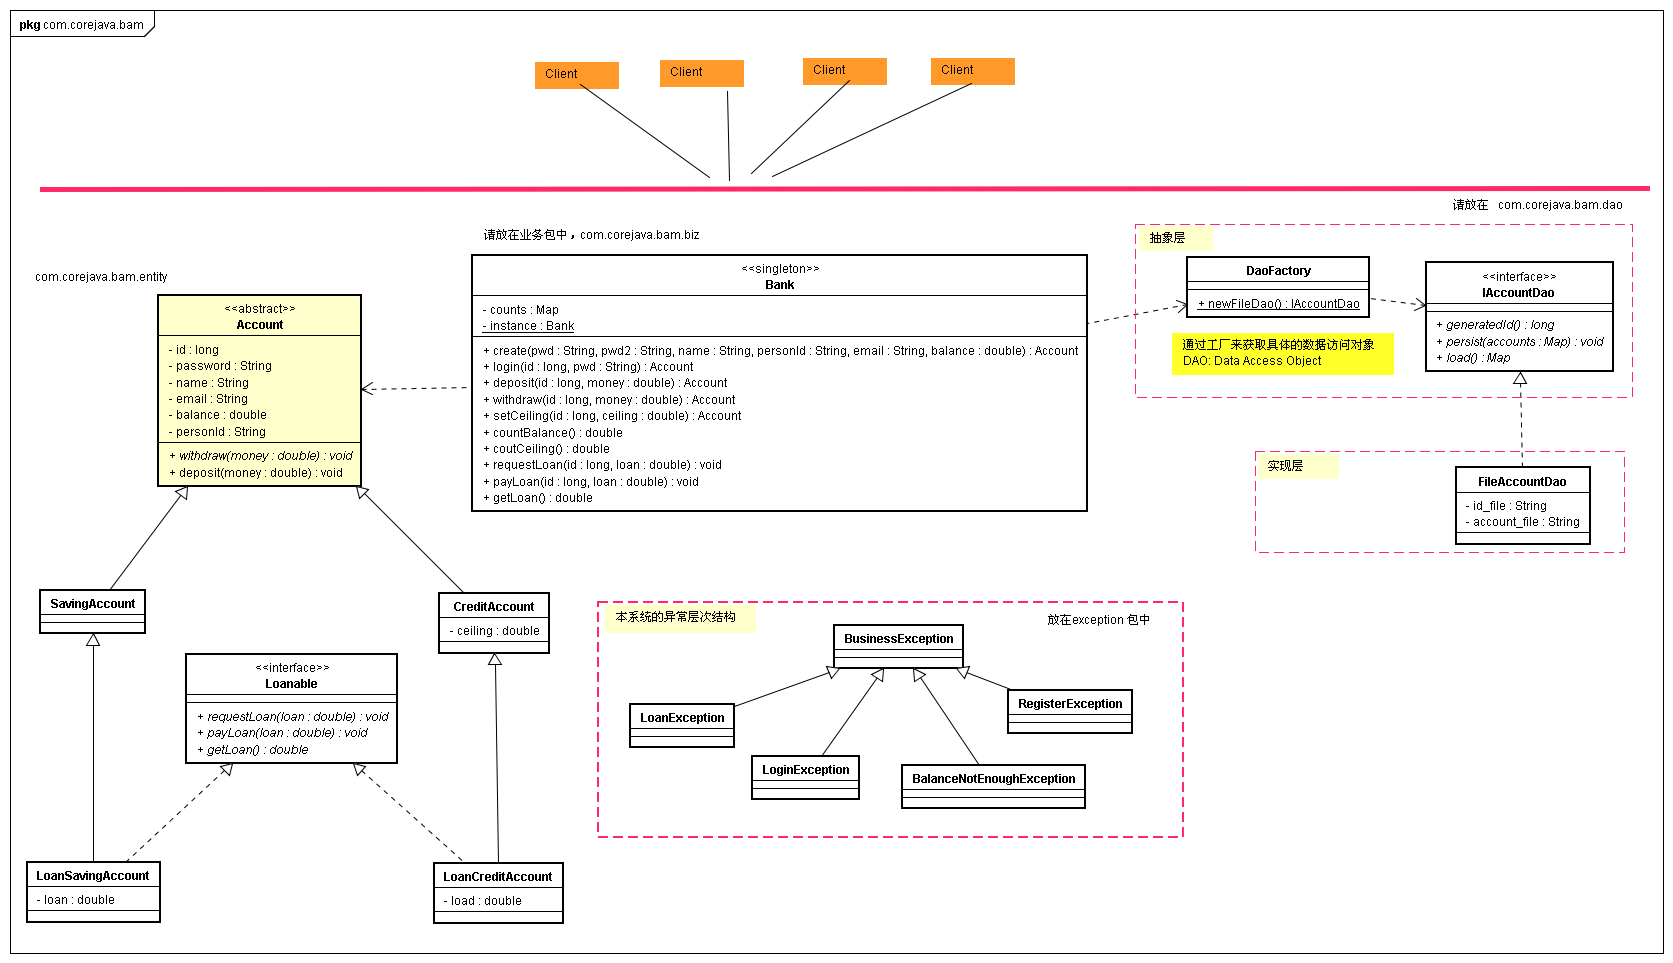 pkg com.corejava.bam
Client
Client
Client
Client
请放在 com.corejava.bam.dao
请放在业务包中，com.corejava.bam.biz
抽象层
com.corejava.bam.entity
<<abstract>>
Account
- id : long
- password : String
- name : String
- email : String
- balance : double
- personId : String
+ withdraw(money : double) : void
+ deposit(money : double) : void
<<singleton>>
Bank
- counts : Map
- instance : Bank
+ create(pwd : String, pwd2 : String, name : String, personId : String, email : String, balance : double) : Account
+ login(id : long, pwd : String) : Account
+ deposit(id : long, money : double) : Account
+ withdraw(id : long, money : double) : Account
+ setCeiling(id : long, ceiling : double) : Account
+ countBalance() : double
+ coutCeiling() : double
+ requestLoan(id : long, loan : double) : void
+ payLoan(id : long, loan : double) : void
+ getLoan() : double
DaoFactory
+ newFileDao() : IAccountDao
<<interface>>
IAccountDao
+ generatedId() : long
+ persist(accounts : Map) : void
+ load() : Map
通过工厂来获取具体的数据访问对象
DAO: Data Access Object
实现层
FileAccountDao
- id_file : String
- account_file : String
SavingAccount
CreditAccount
- ceiling : double
<<interface>>
Loanable
+ requestLoan(loan : double) : void
+ payLoan(loan : double) : void
+ getLoan() : double
LoanSavingAccount
- loan : double
LoanCreditAccount
- load : double
本系统的异常层次结构
放在exception 包中
BusinessException
LoanException
RegisterException
LoginException
BalanceNotEnoughException